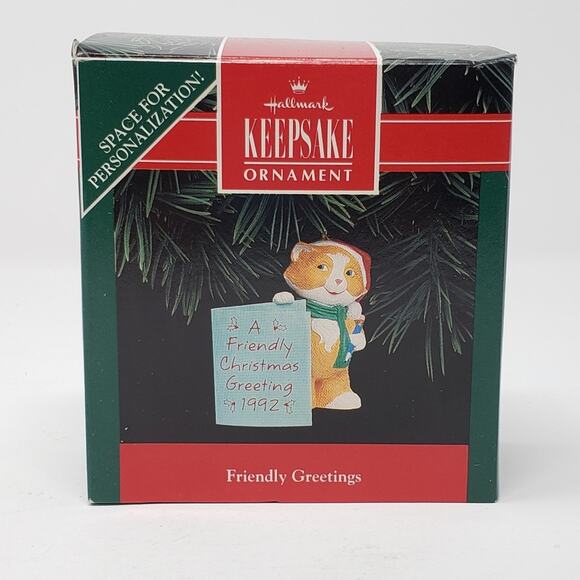 SPACE FOR
PERSONALIZATION!
Hallmark
KEEPSAKE
ORNAMENT
A
Friendly
Christmas
Greeting
1992
Friendly Greetings